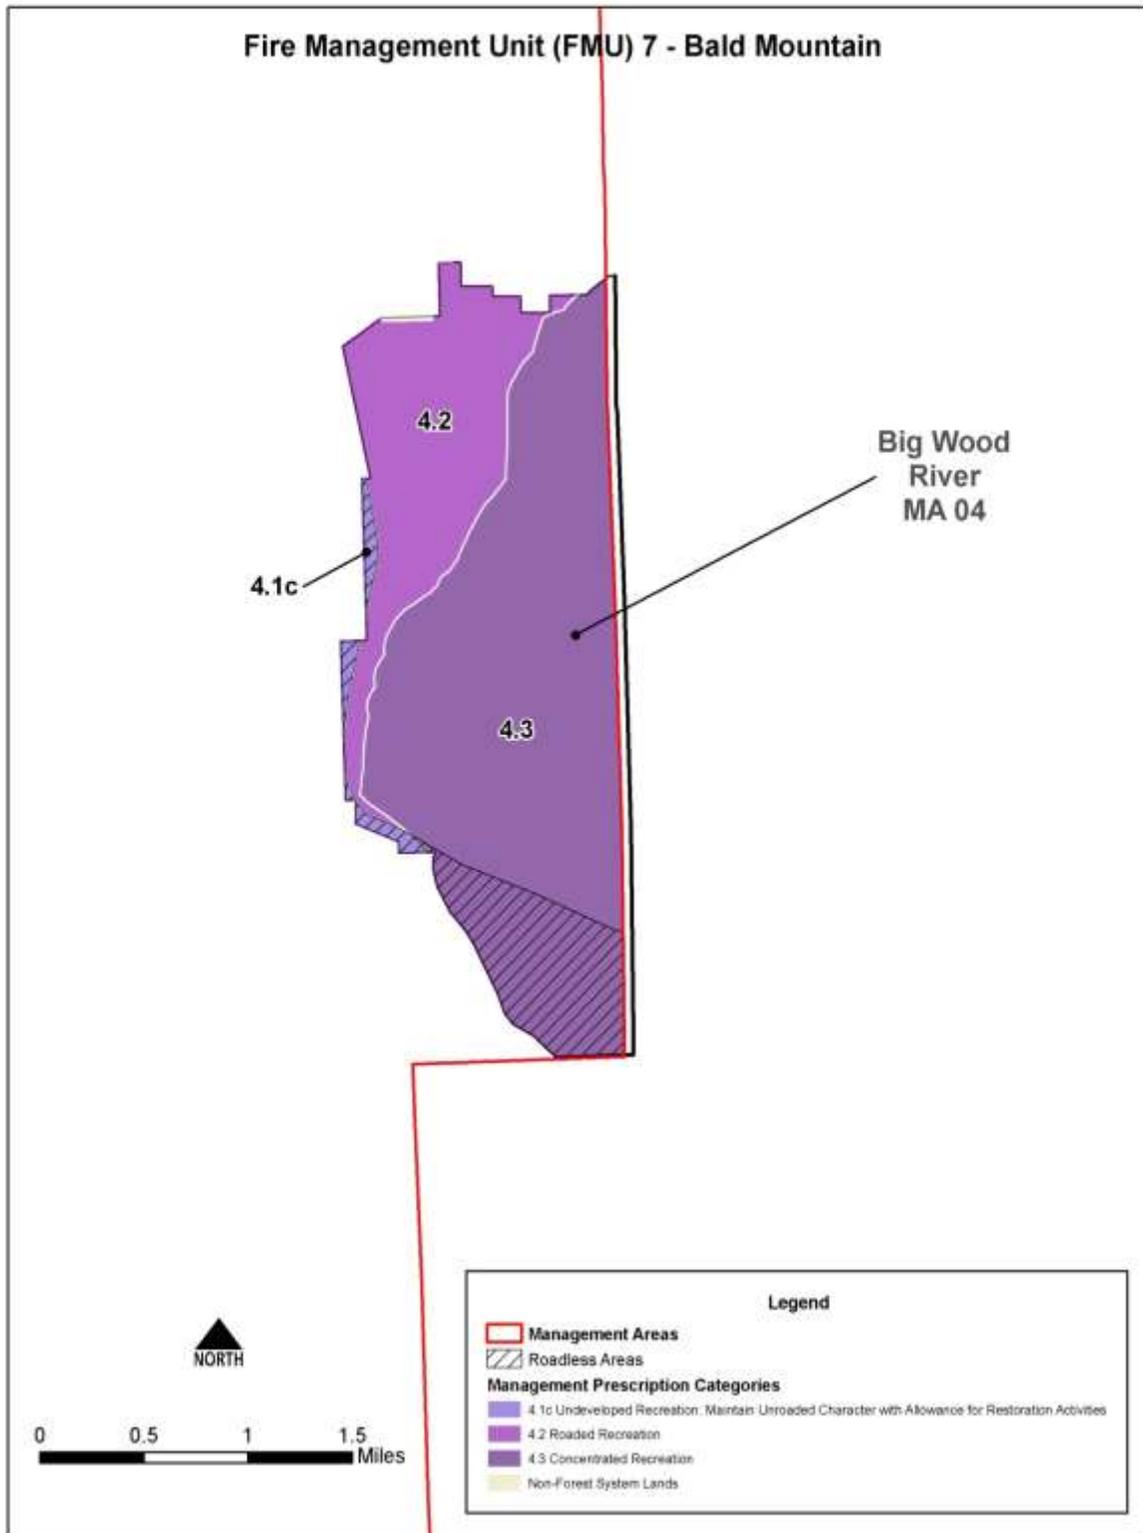 Fire Management Unit (FMU) 7 - Bald Mountain
4.2
Big Wood
River
MA 04
4.1c
4.3
Legend
Management Areas
Roadless Areas
Management Prescription Categories
4.1c Undeveloped Recreation: Maintain Unroaded Character with Allowance for Restoration Activities
4.2 Roaded Recreation
4.3 Concentrated Recreation
Non-Forest System Lands
NORTH
0 0.5 1 1.5
Miles